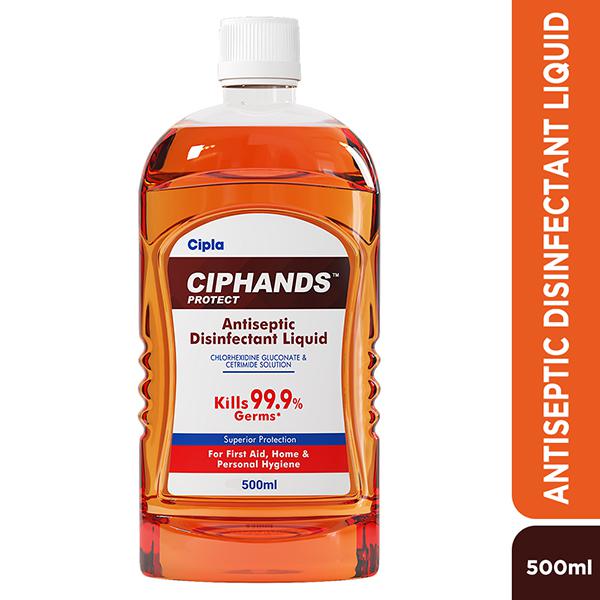 Cipla
CIPHANDS™
PROTECT
Antiseptic
Disinfectant Liquid
CHLORHEXIDINE GLUCONATE &
CETRIMIDE SOLUTION
Kills 99.9%
Germs*
Superior Protection
For First Aid, Home &
Personal Hygiene
500ml
ANTISEPTIC DISINFECTANT LIQUID
500ml